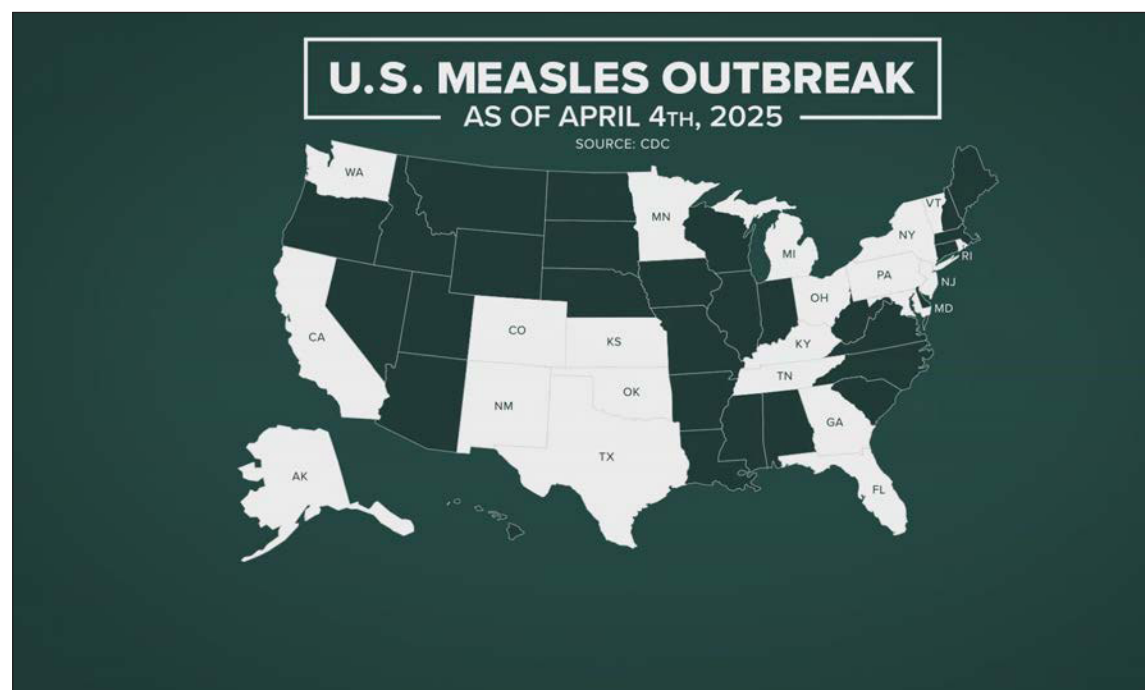 U.S. MEASLES OUTBREAK
AS OF APRIL 4TH, 2025
SOURCE: CDC
WA
MN
VT
NY
MI
RI
PA
NJ
OH
MD
CO
CA
KS
KY
TN
OK
NM
GA
TX
AK
FL